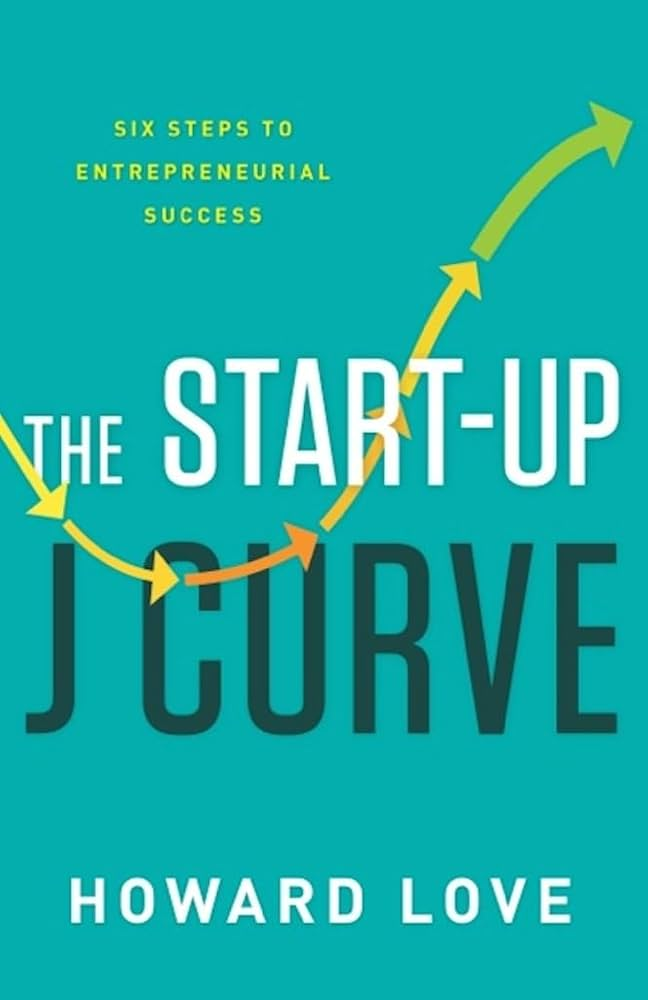 SIX STEPS TO
ENTREPRENEURIAL
SUCCESS
THE START-UP
J CURVE
HOWARD LOVE